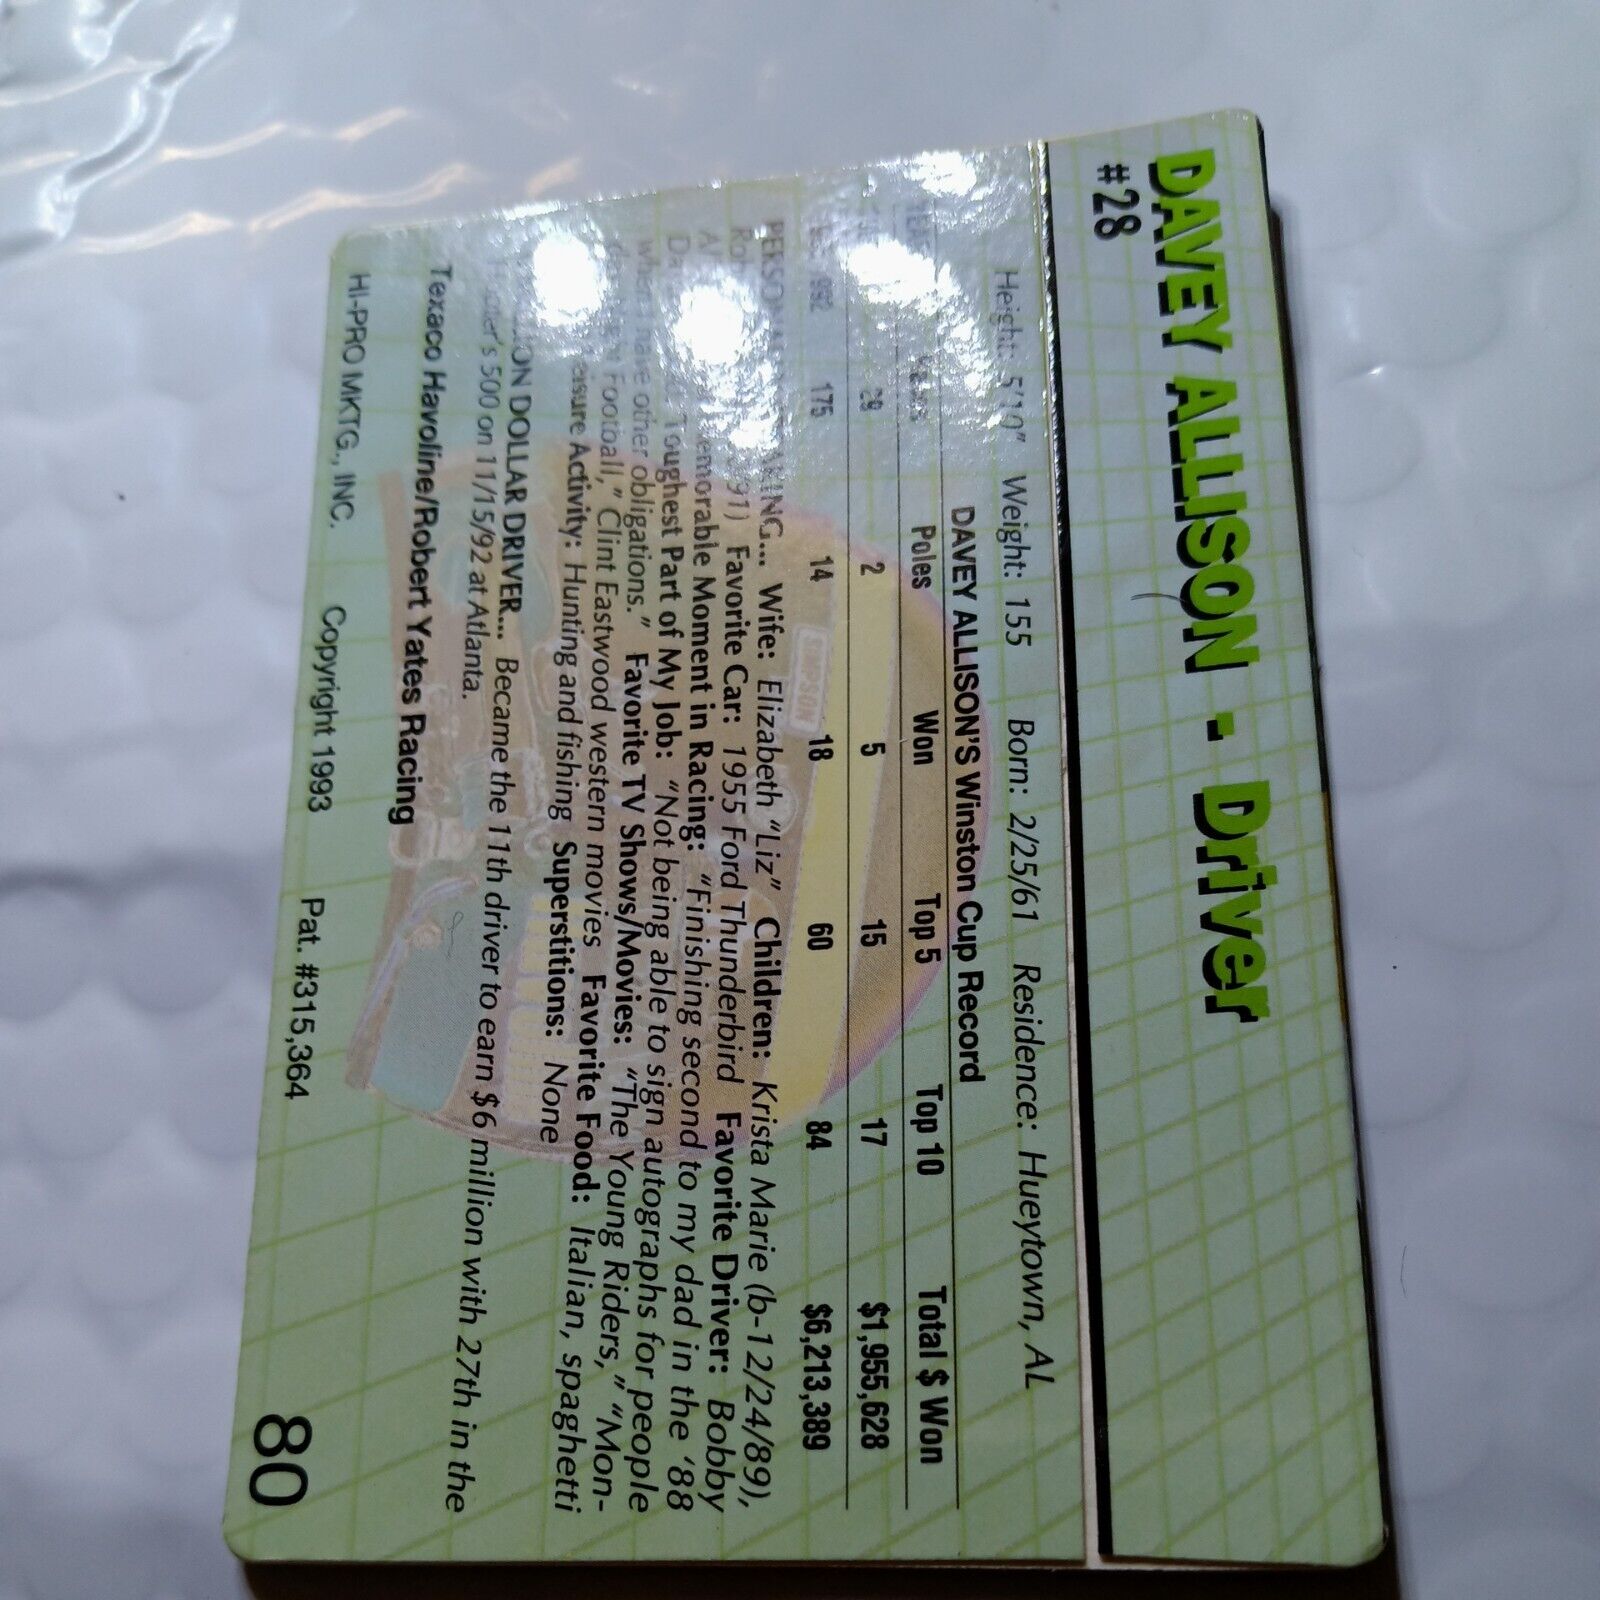 DAVEY ALLISON - Driver
#28
Height: 5'10" Weight: 155 Born: 2/25/61 Residence: Hueytown, AL
DAVEY ALLISON'S Winston Cup Record
Poles Won Top 5 Top 10 Total $ Won
29 2 5 15 17 $1,955,628
175 14 18 60 84 $6,213,389
Wife: Elizabeth "Liz" Children: Krista Marie (b-12/24/89),
Favorite Car: 1955 Ford Thunderbird Favorite Driver: Bobby
Memorable Moment in Racing: "Finishing second to my dad in the '88
Toughest Part of My Job: "Not being able to sign autographs for people
when I have other obligations." Favorite TV Shows/Movies: "The Young Riders," "Mon-
Football," Clint Eastwood western movies Favorite Food: Italian, spaghetti
Leisure Activity: Hunting and fishing Superstitions: None
DOLLAR DRIVER... Became the 11th driver to earn $6 million with 27th in the
500 on 11/15/92 at Atlanta.
Texaco Havoline/Robert Yates Racing
HI-PRO MKTG., INC. Copyright 1993 Pat. #315,364 80
SIMPSON